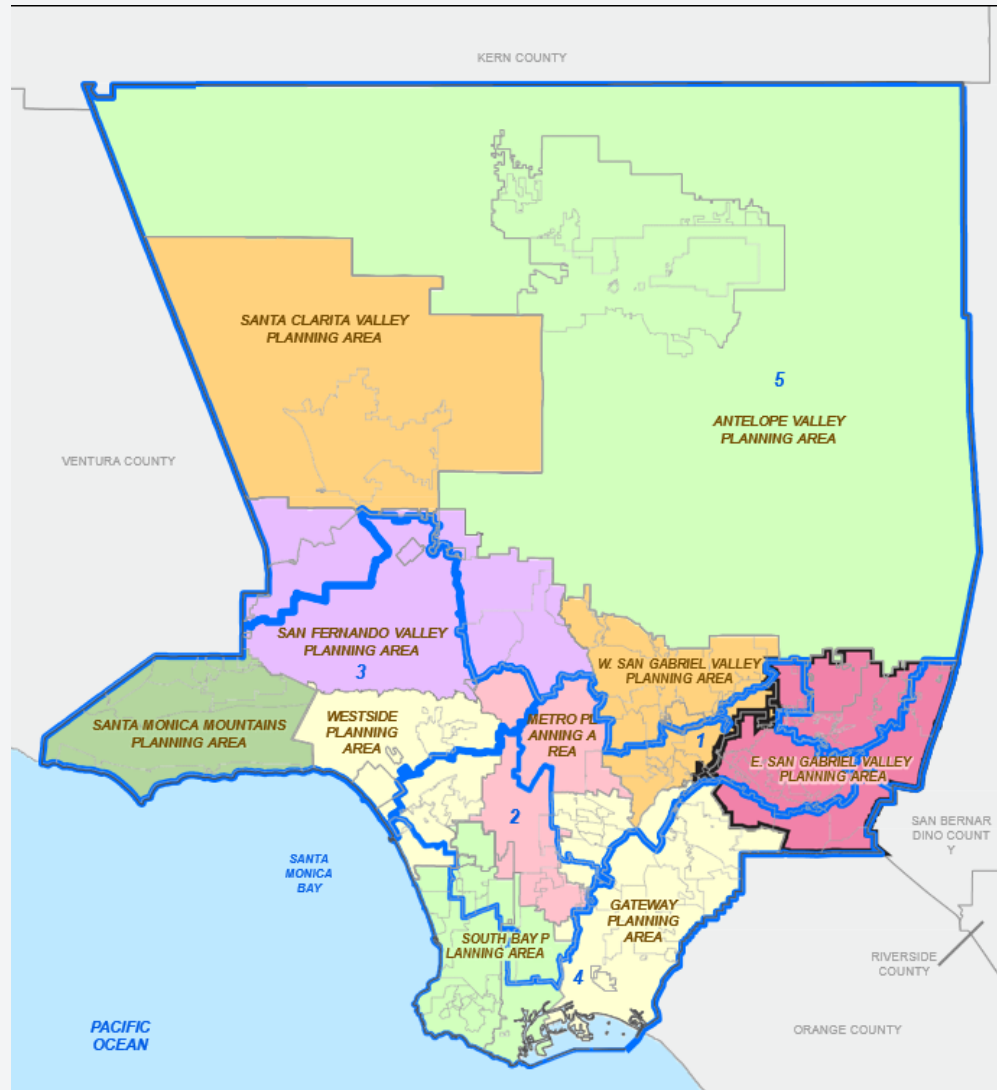 KERN COUNTY
SANTA CLARITA VALLEY
PLANNING AREA
5
ANTELOPE VALLEY
PLANNING AREA
VENTURA COUNTY
SAN FERNANDO VALLEY
PLANNING AREA
3
W. SAN GABRIEL VALLEY
PLANNING AREA
SANTA MONICA MOUNTAINS
PLANNING AREA
WESTSIDE
PLANNING
AREA
METRO PL
ANNING A
REA
1
E. SAN GABRIEL VALLEY
PLANNING AREA
2
SAN BERNAR
DINO COUNT
Y
SANTA
MONICA
BAY
GATEWAY
PLANNING
AREA
SOUTH BAY P
LANNING AREA
4
RIVERSIDE
COUNTY
PACIFIC
OCEAN
ORANGE COUNTY